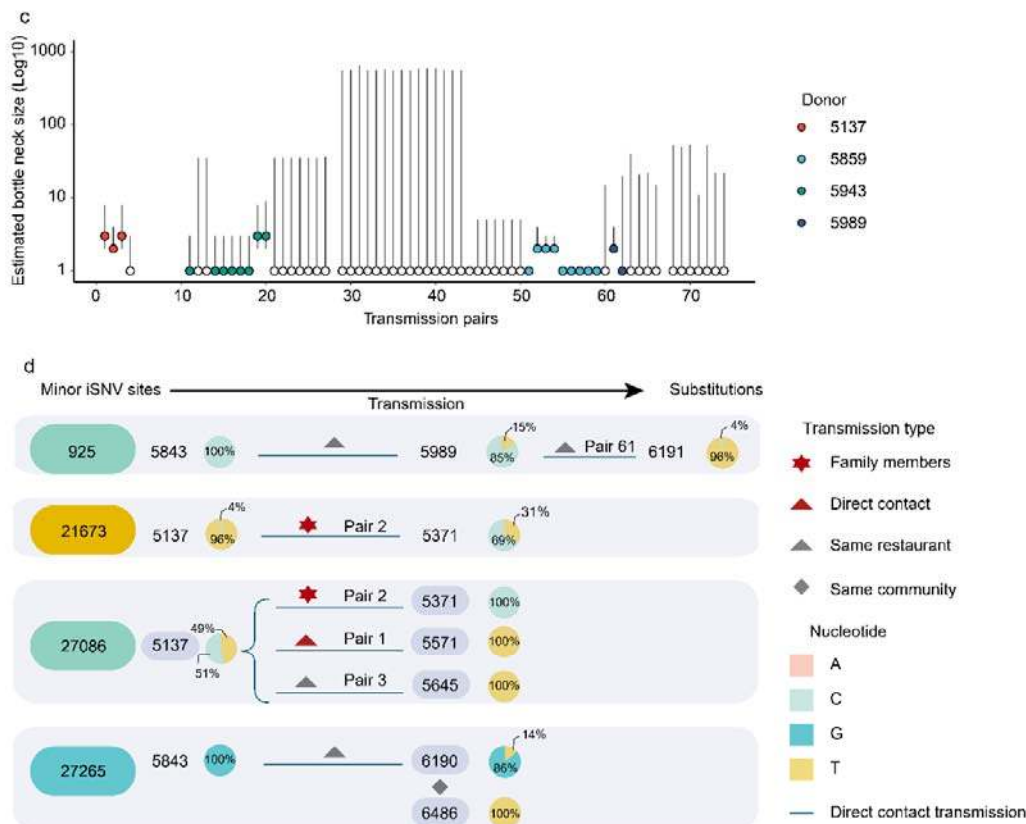 c
Estimated bottle neck size (Log10)
1000
100
10
1
0 10 20 30 40 50 60 70
Transmission pairs
Donor
5137
5859
5943
5989
d
Minor iSNV sites
Transmission
Substitutions
925
5843
100%
5989
15%
85%
Pair 61
6191
4%
96%
21673
5137
4%
96%
Pair 2
5371
31%
69%
27086
5137
49%
51%
Pair 2
5371
100%
Pair 1
5571
100%
Pair 3
5645
100%
27265
5843
100%
6190
14%
86%
6486
100%
Transmission type
Family members
Direct contact
Same restaurant
Same community
Nucleotide
A
C
G
T
Direct contact transmission